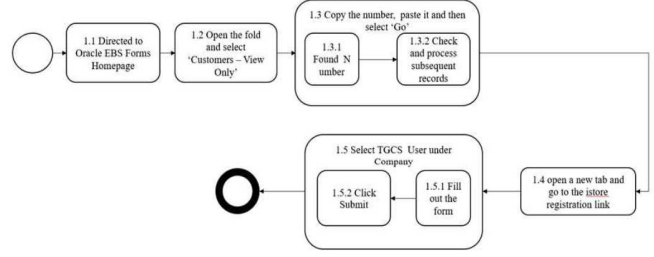 1.1 Directed to
Oracle EBS Forms
Homepage
1.2 Open the fold
and select
‘Customers – View
Only’
1.3 Copy the number, paste it and then
select ‘Go’
1.3.1
Found N
umber
1.3.2 Check
and process
subsequent
records
1.4 open a new tab and
go to the istore
registration link
1.5 Select TGCS User under
Company
1.5.1 Fill
out the
form
1.5.2 Click
Submit